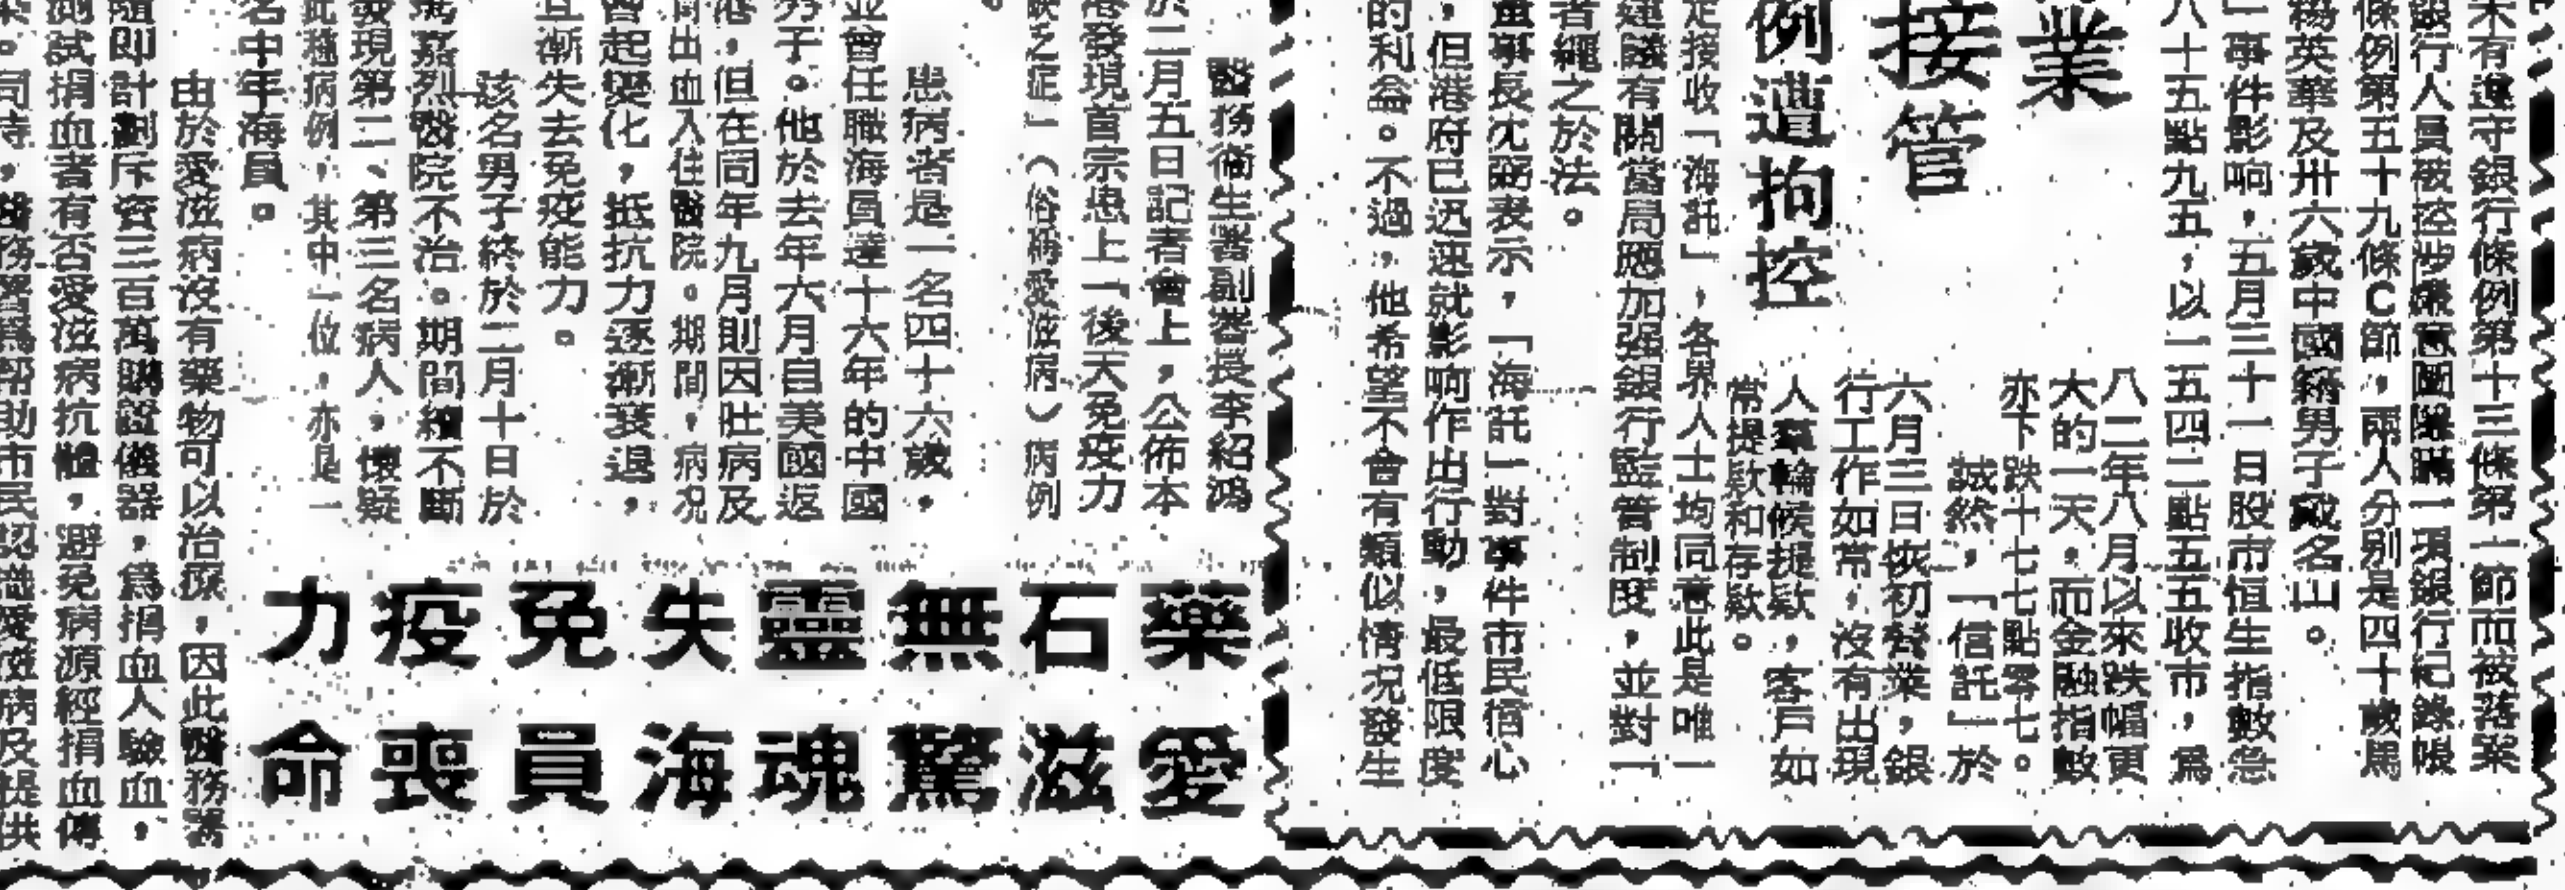 業
接管
例遭拘控
未有遵守銀行條例第十三條第一節而被落案
銀行人員被控涉嫌意圖隱瞞一項銀行紀錄帳
條例第五十九條C節，兩人分別是四十歲馬
楊英華及卅六歲中國籍男子戴名山。
」事件影响，五月三十一日股市恒生指數急
八十五點九五，以一五四二點五五收市，爲
八二年八月以來跌幅更
大的一天，而金融指數
亦下跌十七七點零七。
誠然，「信託」於
六月三日恢初營業，銀
行工作如常，沒有出現
人羣輪候提欵，客戶如
常提欵和存欵。
定接收「海託」，各界人士均同意此是唯一
建議有關當局應加强銀行監管制度，並對「
者繩之於法。
董事長沈弼表示，「海託」對事件市民信心
，但港府已迅速就影响作出行動，最低限度
的利益。不過，他希望不會有類似情況發生
藥石無靈失免疫力
愛滋驚魂海員喪命
醫務衞生署副署長李紹鴻
於二月五日記者會上，公佈本
港發現首宗患上「後天免疫力
缺乏症」（俗稱愛滋病）病例
。
患病者是一名四十六歲，
並曾任職海員達十六年的中國
男子。他於去年六月自美國返
港，但在同年九月則因肚病及
胃出血入住醫院。期間，病況
曾起變化，抵抗力逐漸衰退，
且漸失去免疫能力。
該名男子終於二月十日於
瑪嘉烈醫院不治。期間繼不斷
發現第二、第三名病人，懷疑
此種病例，其中一位，亦是一
名中年海員。
由於愛滋病沒有藥物可以治療，因此醫務署
隨即計劃斥資三百萬購置儀器，爲捐血人驗血，
測試捐血者有否愛滋病抗體，避免病源經捐血傳
染。同時，醫務署爲幫助市民認識愛滋病及提供